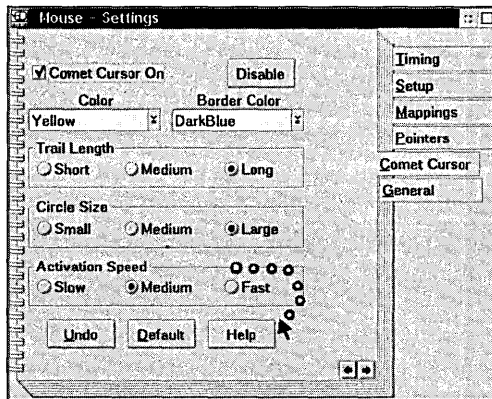 Mouse - Settings
Comet Cursor On
Disable
Color
Border Color
Yellow
DarkBlue
Trail Length
Short
Medium
Long
Circle Size
Small
Medium
Large
Activation Speed
Slow
Medium
Fast
Undo
Default
Help
Timing
Setup
Mappings
Pointers
Comet Cursor
General